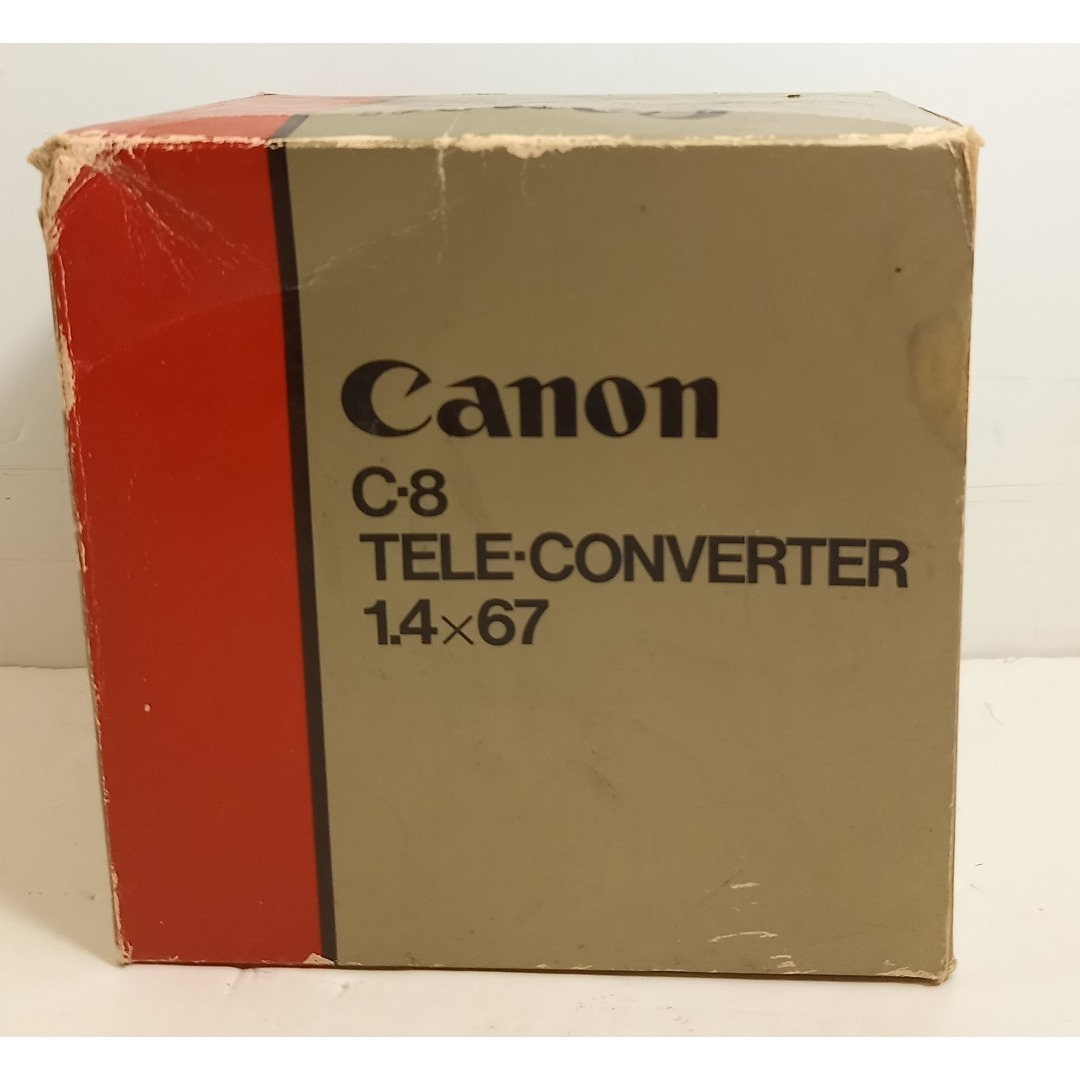 Canon
C·8
TELE·CONVERTER
1.4×67